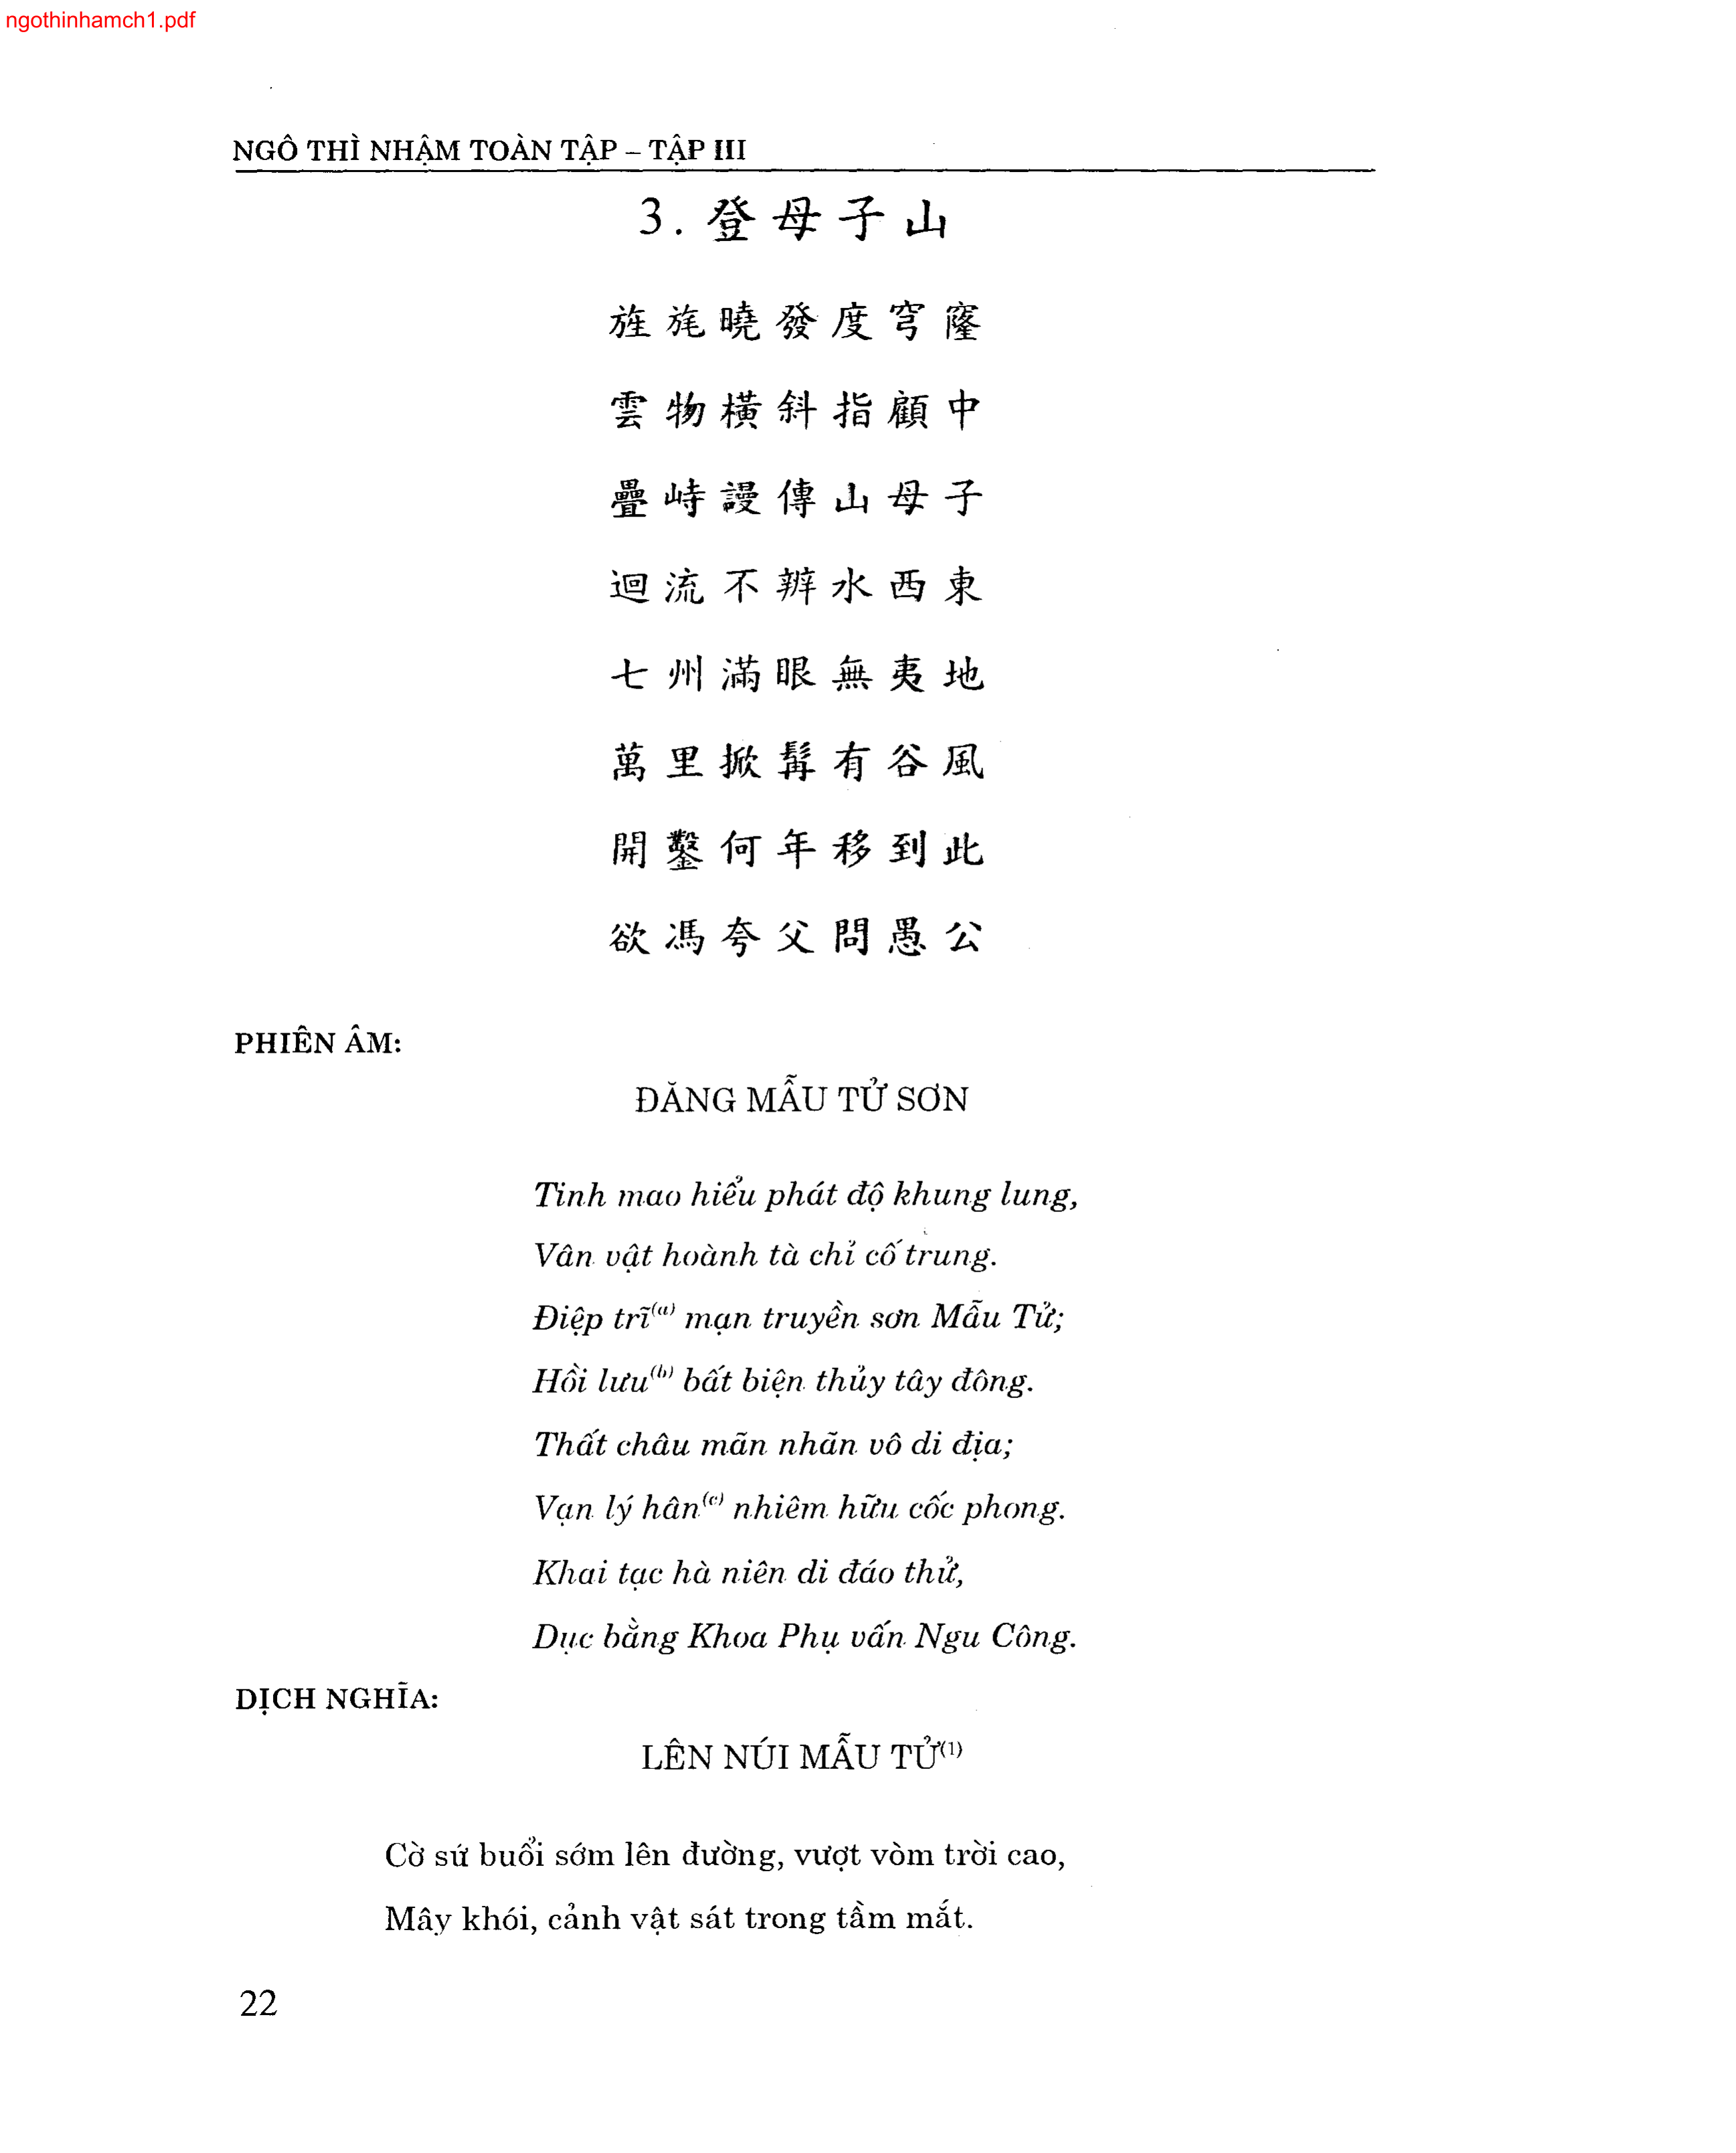 ngothinhamch1.pdf
NGÔ THÌ NHẬM TOÀN TẬP – TẬP III
3. 登母子山
旌旄曉發度穹窿
雲物橫斜指顧中
疊峙謾傳山母子
迴流不辨水西東
七州滿眼無夷地
萬里掀髯有谷風
開鑿何年移到此
欲馮夸父問愚公
PHIÊN ÂM:
ĐĂNG MẪU TỬ SƠN
Tinh mao hiểu phát độ khung lung,
Vân vật hoành tà chỉ cố trung.
Điệp trĩ(a) mạn truyền sơn Mẫu Tử;
Hồi lưu(b) bất biện thủy tây đông.
Thất châu mãn nhãn vô di địa;
Vạn lý hân(c) nhiêm hữu cốc phong.
Khai tạc hà niên di đáo thử,
Dục bằng Khoa Phụ vấn Ngu Công.
DỊCH NGHĨA:
LÊN NÚI MẪU TỬ(1)
Cờ sứ buổi sớm lên đường, vượt vòm trời cao,
Mây khói, cảnh vật sát trong tầm mắt.
22